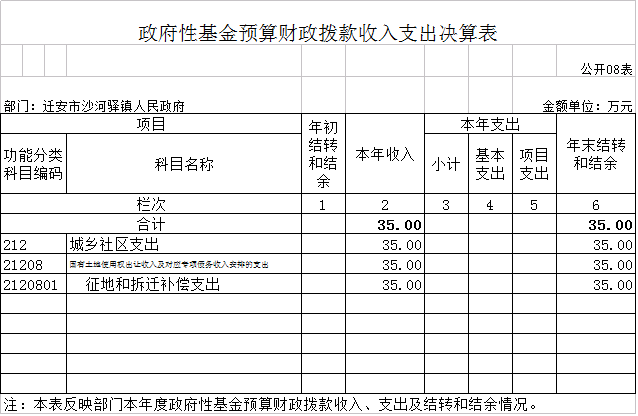 政府性基金预算财政拨款收入支出决算表
公开08表
部门：迁安市沙河驿镇人民政府 金额单位：万元
项目 年初结转和结余 本年收入 本年支出 年末结转和结余
功能分类科目编码 科目名称 小计 基本支出 项目支出
栏次 1 2 3 4 5 6
合计 35.00 35.00
212 城乡社区支出 35.00 35.00
21208 国有土地使用权出让收入及对应专项债务收入安排的支出 35.00 35.00
2120801 征地和拆迁补偿支出 35.00 35.00
注：本表反映部门本年度政府性基金预算财政拨款收入、支出及结转和结余情况。